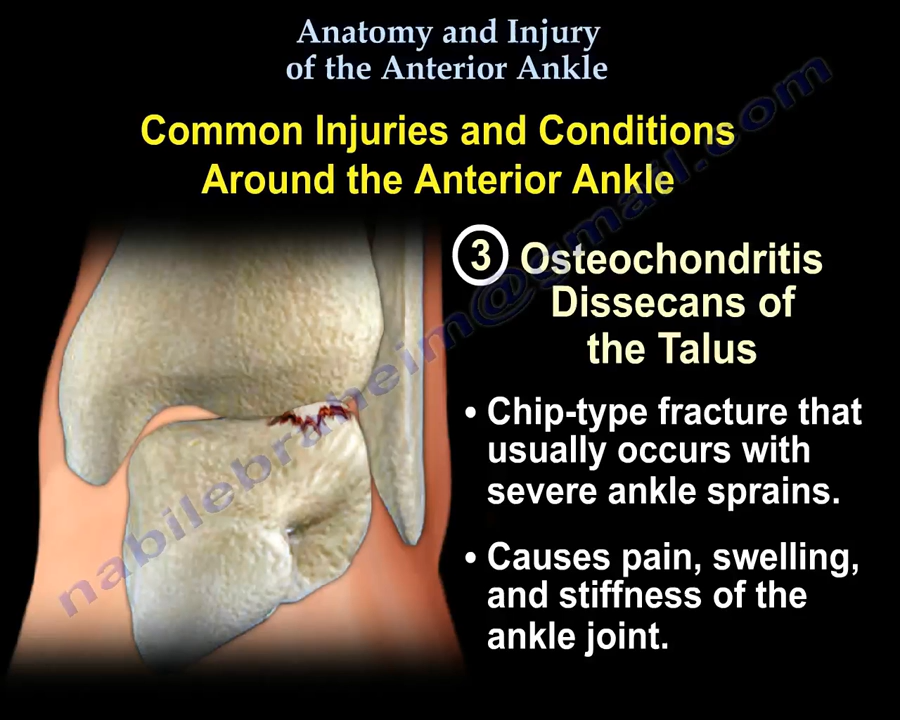 Anatomy and Injury
of the Anterior Ankle
Common Injuries and Conditions
Around the Anterior Ankle
3 Osteochondritis
Dissecans of
the Talus
• Chip-type fracture that
usually occurs with
severe ankle sprains.
• Causes pain, swelling,
and stiffness of the
ankle joint.
nabilebraheim@gmail.com